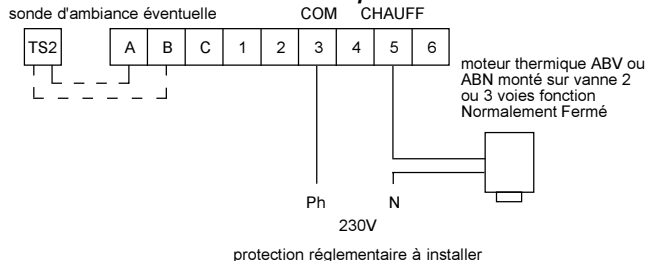 sonde d'ambiance éventuelle COM CHAUFF
TS2 A B C 1 2 3 4 5 6
moteur thermique ABV ou
ABN monté sur vanne 2
ou 3 voies fonction
Normalement Fermé
Ph N
230V
protection réglementaire à installer